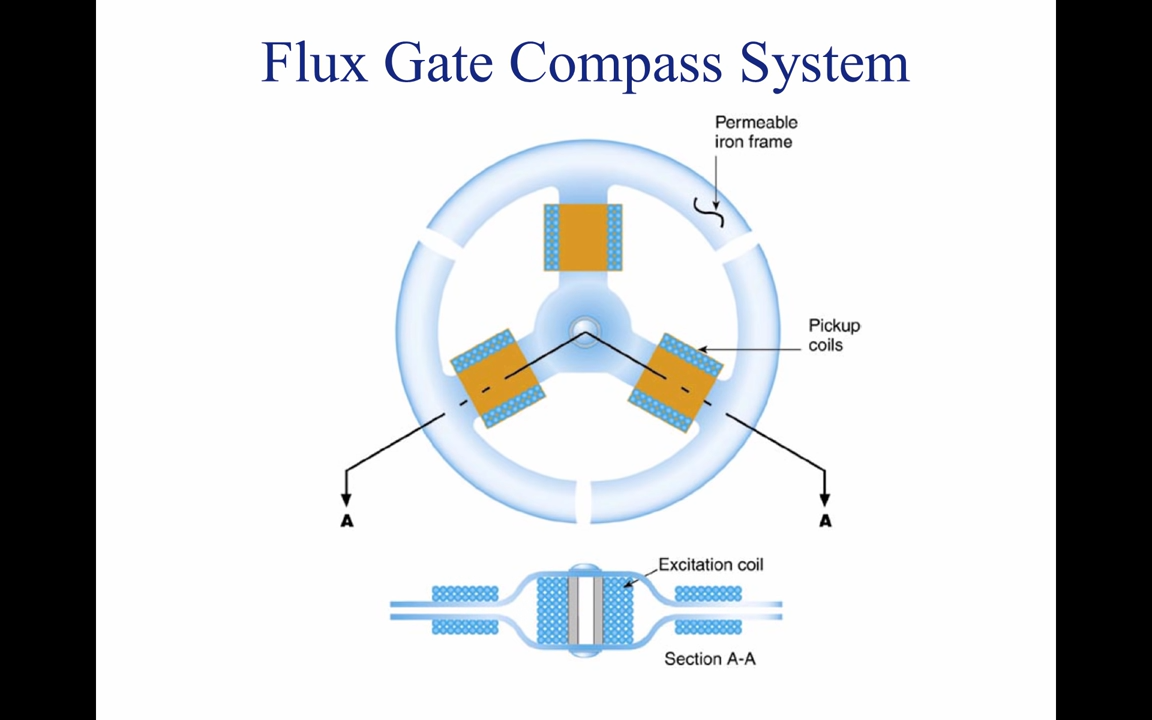 Flux Gate Compass System
Permeable
iron frame
Pickup
coils
A
A
Excitation coil
Section A-A